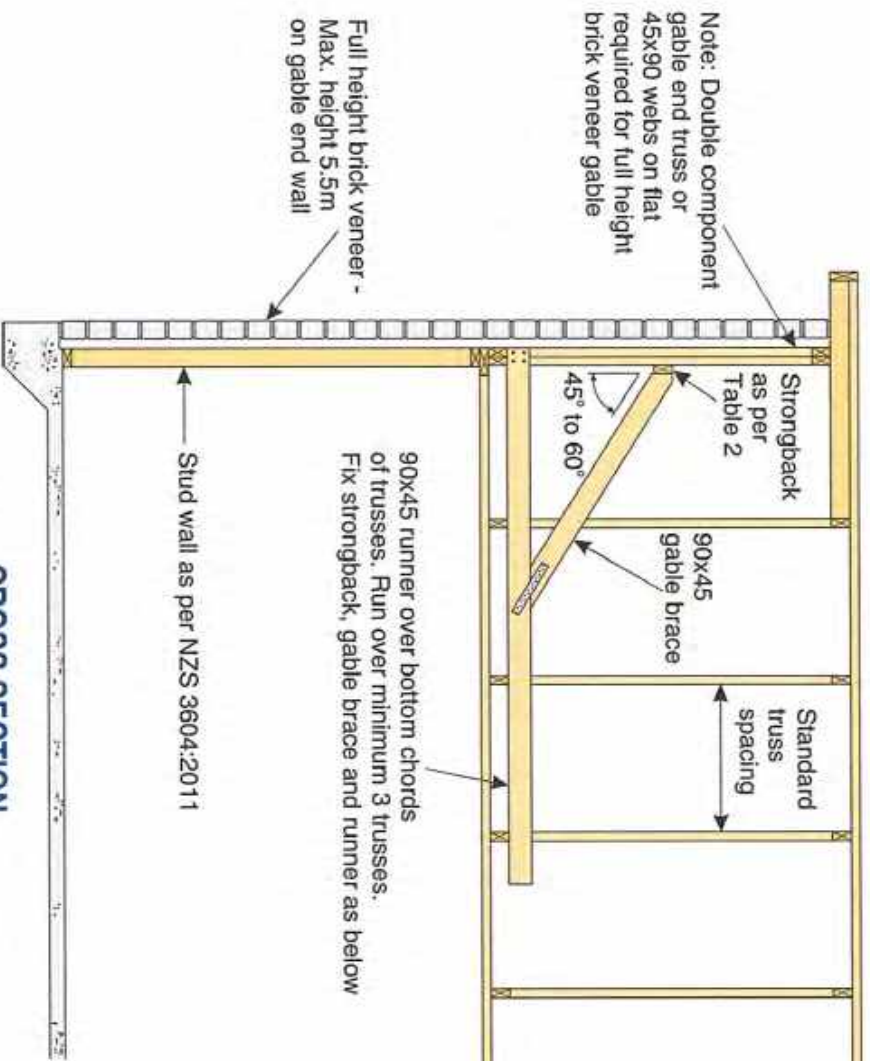 Note: Double component
gable end truss or
45x90 webs on flat
required for full height
brick veneer gable
Strongback
as per
Table 2
90x45
gable brace
Standard
truss
spacing
45° to 60°
Full height brick veneer -
Max. height 5.5m
on gable end wall
90x45 runner over bottom chords
of trusses. Run over minimum 3 trusses.
Fix strongback, gable brace and runner as below
Stud wall as per NZS 3604:2011
CROSS SECTION